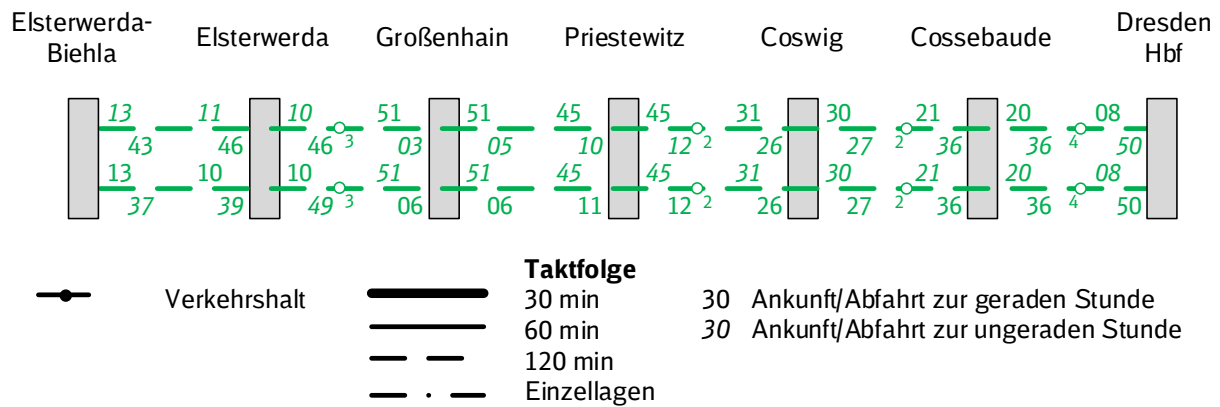 Elsterwerda-
Biehla
Elsterwerda
Großenhain
Priestewitz
Coswig
Cossebaude
Dresden
Hbf
13 11 10 51 51 45 45 31 30 21 20 08
43 46 46 3 03 05 10 12 2 26 27 2 36 36 4 50
13 10 10 51 51 45 45 31 30 21 20 08
37 39 49 3 06 06 11 12 2 26 27 2 36 36 4 50
Verkehrshalt
Taktfolge
30 min
60 min
120 min
Einzellagen
30 Ankunft/Abfahrt zur geraden Stunde
30 Ankunft/Abfahrt zur ungeraden Stunde